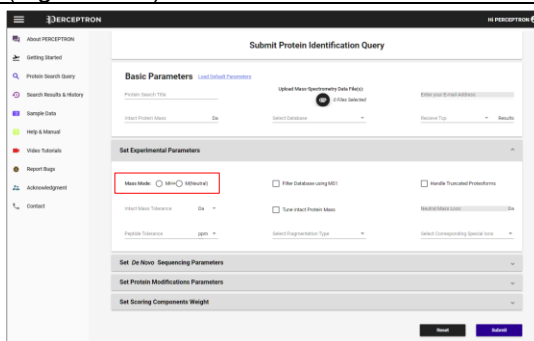 PERCEPTRON
HI PERCEPTRON
About PERCEPTRON
Getting Started
Protein Search Query
Search Results & History
Sample Data
Help & Manual
Video Tutorials
Report Bugs
Acknowledgment
Contact
Submit Protein Identification Query
Basic Parameters Load Default Parameters
Upload Mass-Spectrometry Data File(s):
Protein Search Title
0 Files Selected
Enter your E-mail Address
Intact Protein Mass Da
Select Database
Receive Top Results
Set Experimental Parameters
Mass Mode: MH+ M(Neutral)
Filter Database using MS1
Handle Truncated Proteoforms
Intact Mass Tolerance Da
Tune Intact Protein Mass
Neutral Mass Loss Da
Peptide Tolerance ppm
Select Fragmentation Type
Select Corresponding Special Ions
Set De Novo Sequencing Parameters
Set Protein Modifications Parameters
Set Scoring Components Weight
Reset Submit